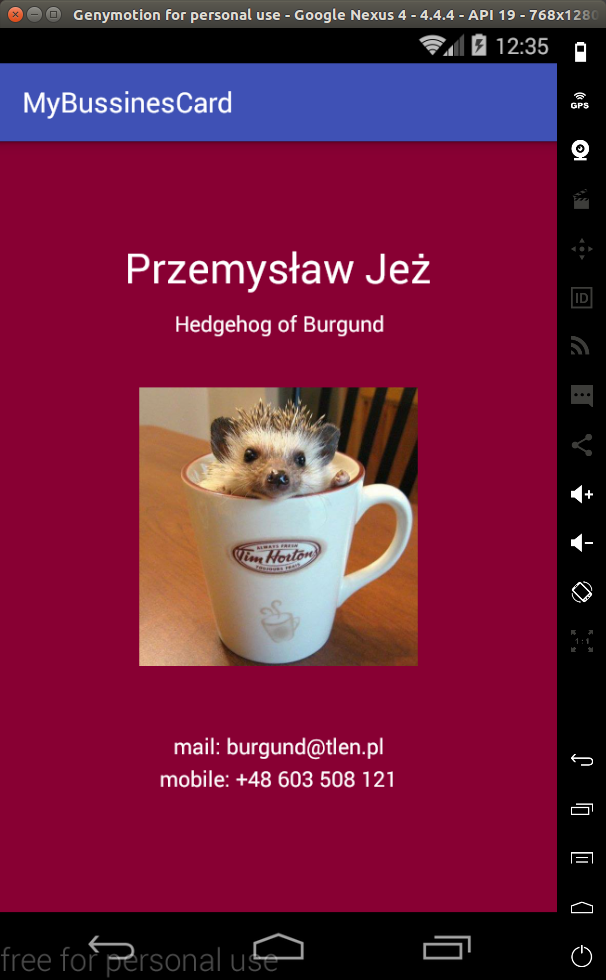 Genymotion for personal use - Google Nexus 4 - 4.4.4 - API 19 - 768x1280
12:35
MyBussinesCard
GPS
Przemysław Jeż
ID
Hedgehog of Burgund
ALWAYS FRESH
Tim Hortons
TOUJOURS FRAIS
1:1
mail: burgund@tlen.pl
mobile: +48 603 508 121
free for personal use